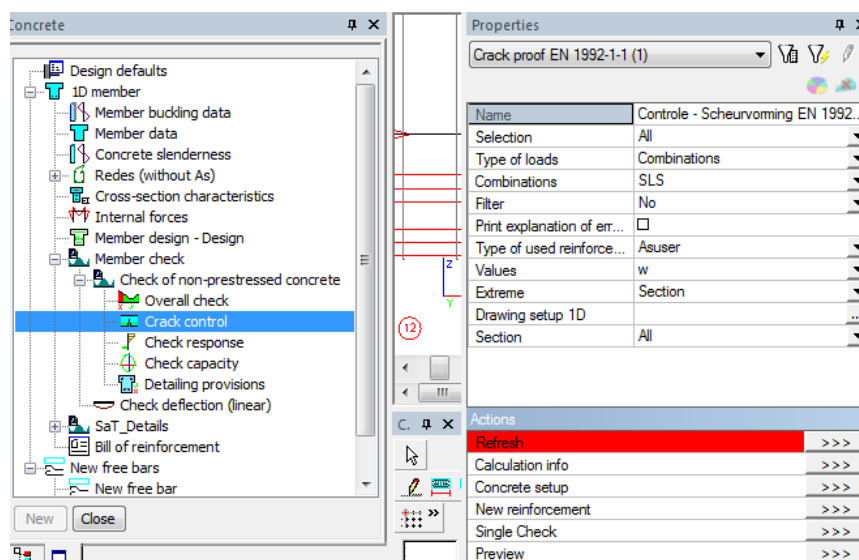 Concrete
Design defaults
1D member
Member buckling data
Member data
Concrete slenderness
Redes (without As)
Cross-section characteristics
Internal forces
Member design - Design
Member check
Check of non-prestressed concrete
Overall check
Crack control
Check response
Check capacity
Detailing provisions
Check deflection (linear)
SaT_Details
Bill of reinforcement
New free bars
New free bar
New
Close
Z
Y
12
C.
Properties
Crack proof EN 1992-1-1 (1)
Name Controle - Scheurvorming EN 1992...
Selection All
Type of loads Combinations
Combinations SLS
Filter No
Print explanation of err...
Type of used reinforce... Asuser
Values w
Extreme Section
Drawing setup 1D ...
Section All
Actions
Refresh >>>
Calculation info >>>
Concrete setup >>>
New reinforcement >>>
Single Check >>>
Preview >>>